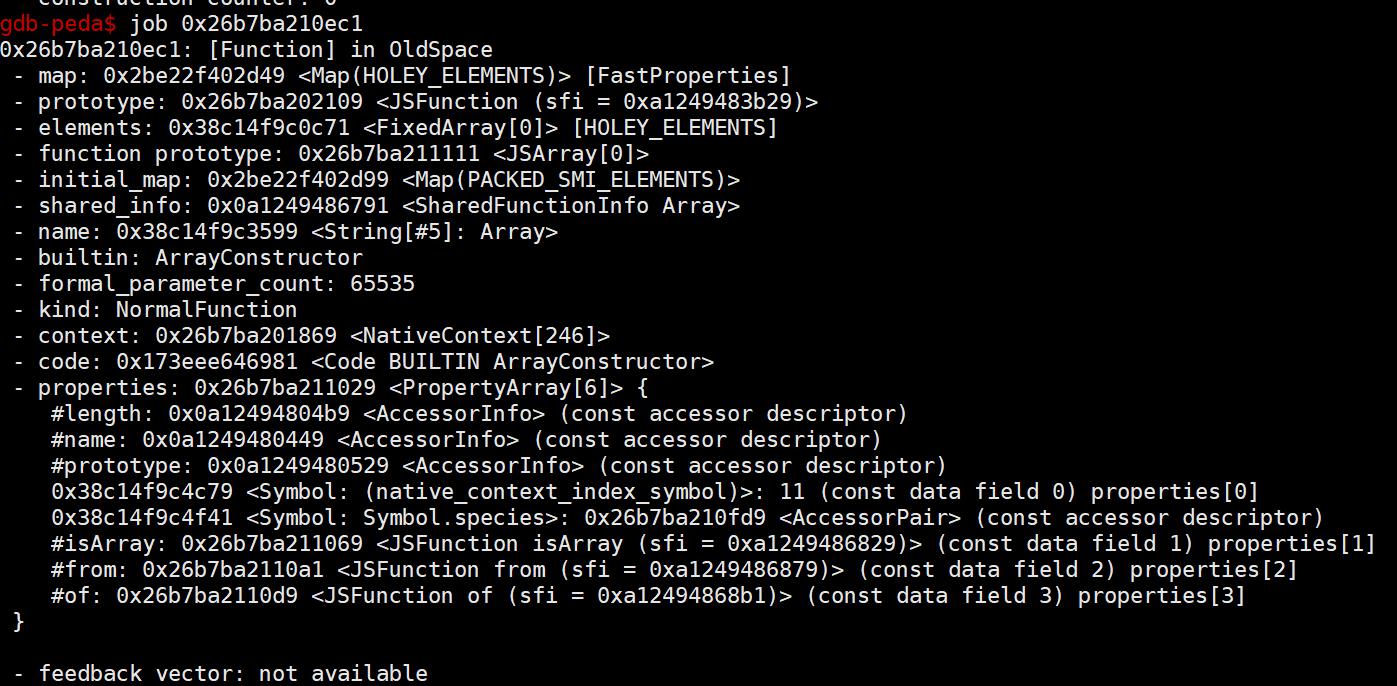 construction counter: 0
gdb-peda$ job 0x26b7ba210ec1
0x26b7ba210ec1: [Function] in OldSpace
- map: 0x2be22f402d49 <Map(HOLEY_ELEMENTS)> [FastProperties]
- prototype: 0x26b7ba202109 <JSFunction (sfi = 0xa1249483b29)>
- elements: 0x38c14f9c0c71 <FixedArray[0]> [HOLEY_ELEMENTS]
- function prototype: 0x26b7ba211111 <JSArray[0]>
- initial_map: 0x2be22f402d99 <Map(PACKED_SMI_ELEMENTS)>
- shared_info: 0x0a1249486791 <SharedFunctionInfo Array>
- name: 0x38c14f9c3599 <String[#5]: Array>
- builtin: ArrayConstructor
- formal_parameter_count: 65535
- kind: NormalFunction
- context: 0x26b7ba201869 <NativeContext[246]>
- code: 0x173eee646981 <Code BUILTIN ArrayConstructor>
- properties: 0x26b7ba211029 <PropertyArray[6]> {
#length: 0x0a12494804b9 <AccessorInfo> (const accessor descriptor)
#name: 0x0a1249480449 <AccessorInfo> (const accessor descriptor)
#prototype: 0x0a1249480529 <AccessorInfo> (const accessor descriptor)
0x38c14f9c4c79 <Symbol: (native_context_index_symbol)>: 11 (const data field 0) properties[0]
0x38c14f9c4f41 <Symbol: Symbol.species>: 0x26b7ba210fd9 <AccessorPair> (const accessor descriptor)
#isArray: 0x26b7ba211069 <JSFunction isArray (sfi = 0xa1249486829)> (const data field 1) properties[1]
#from: 0x26b7ba2110a1 <JSFunction from (sfi = 0xa1249486879)> (const data field 2) properties[2]
#of: 0x26b7ba2110d9 <JSFunction of (sfi = 0xa12494868b1)> (const data field 3) properties[3]
}
- feedback vector: not available